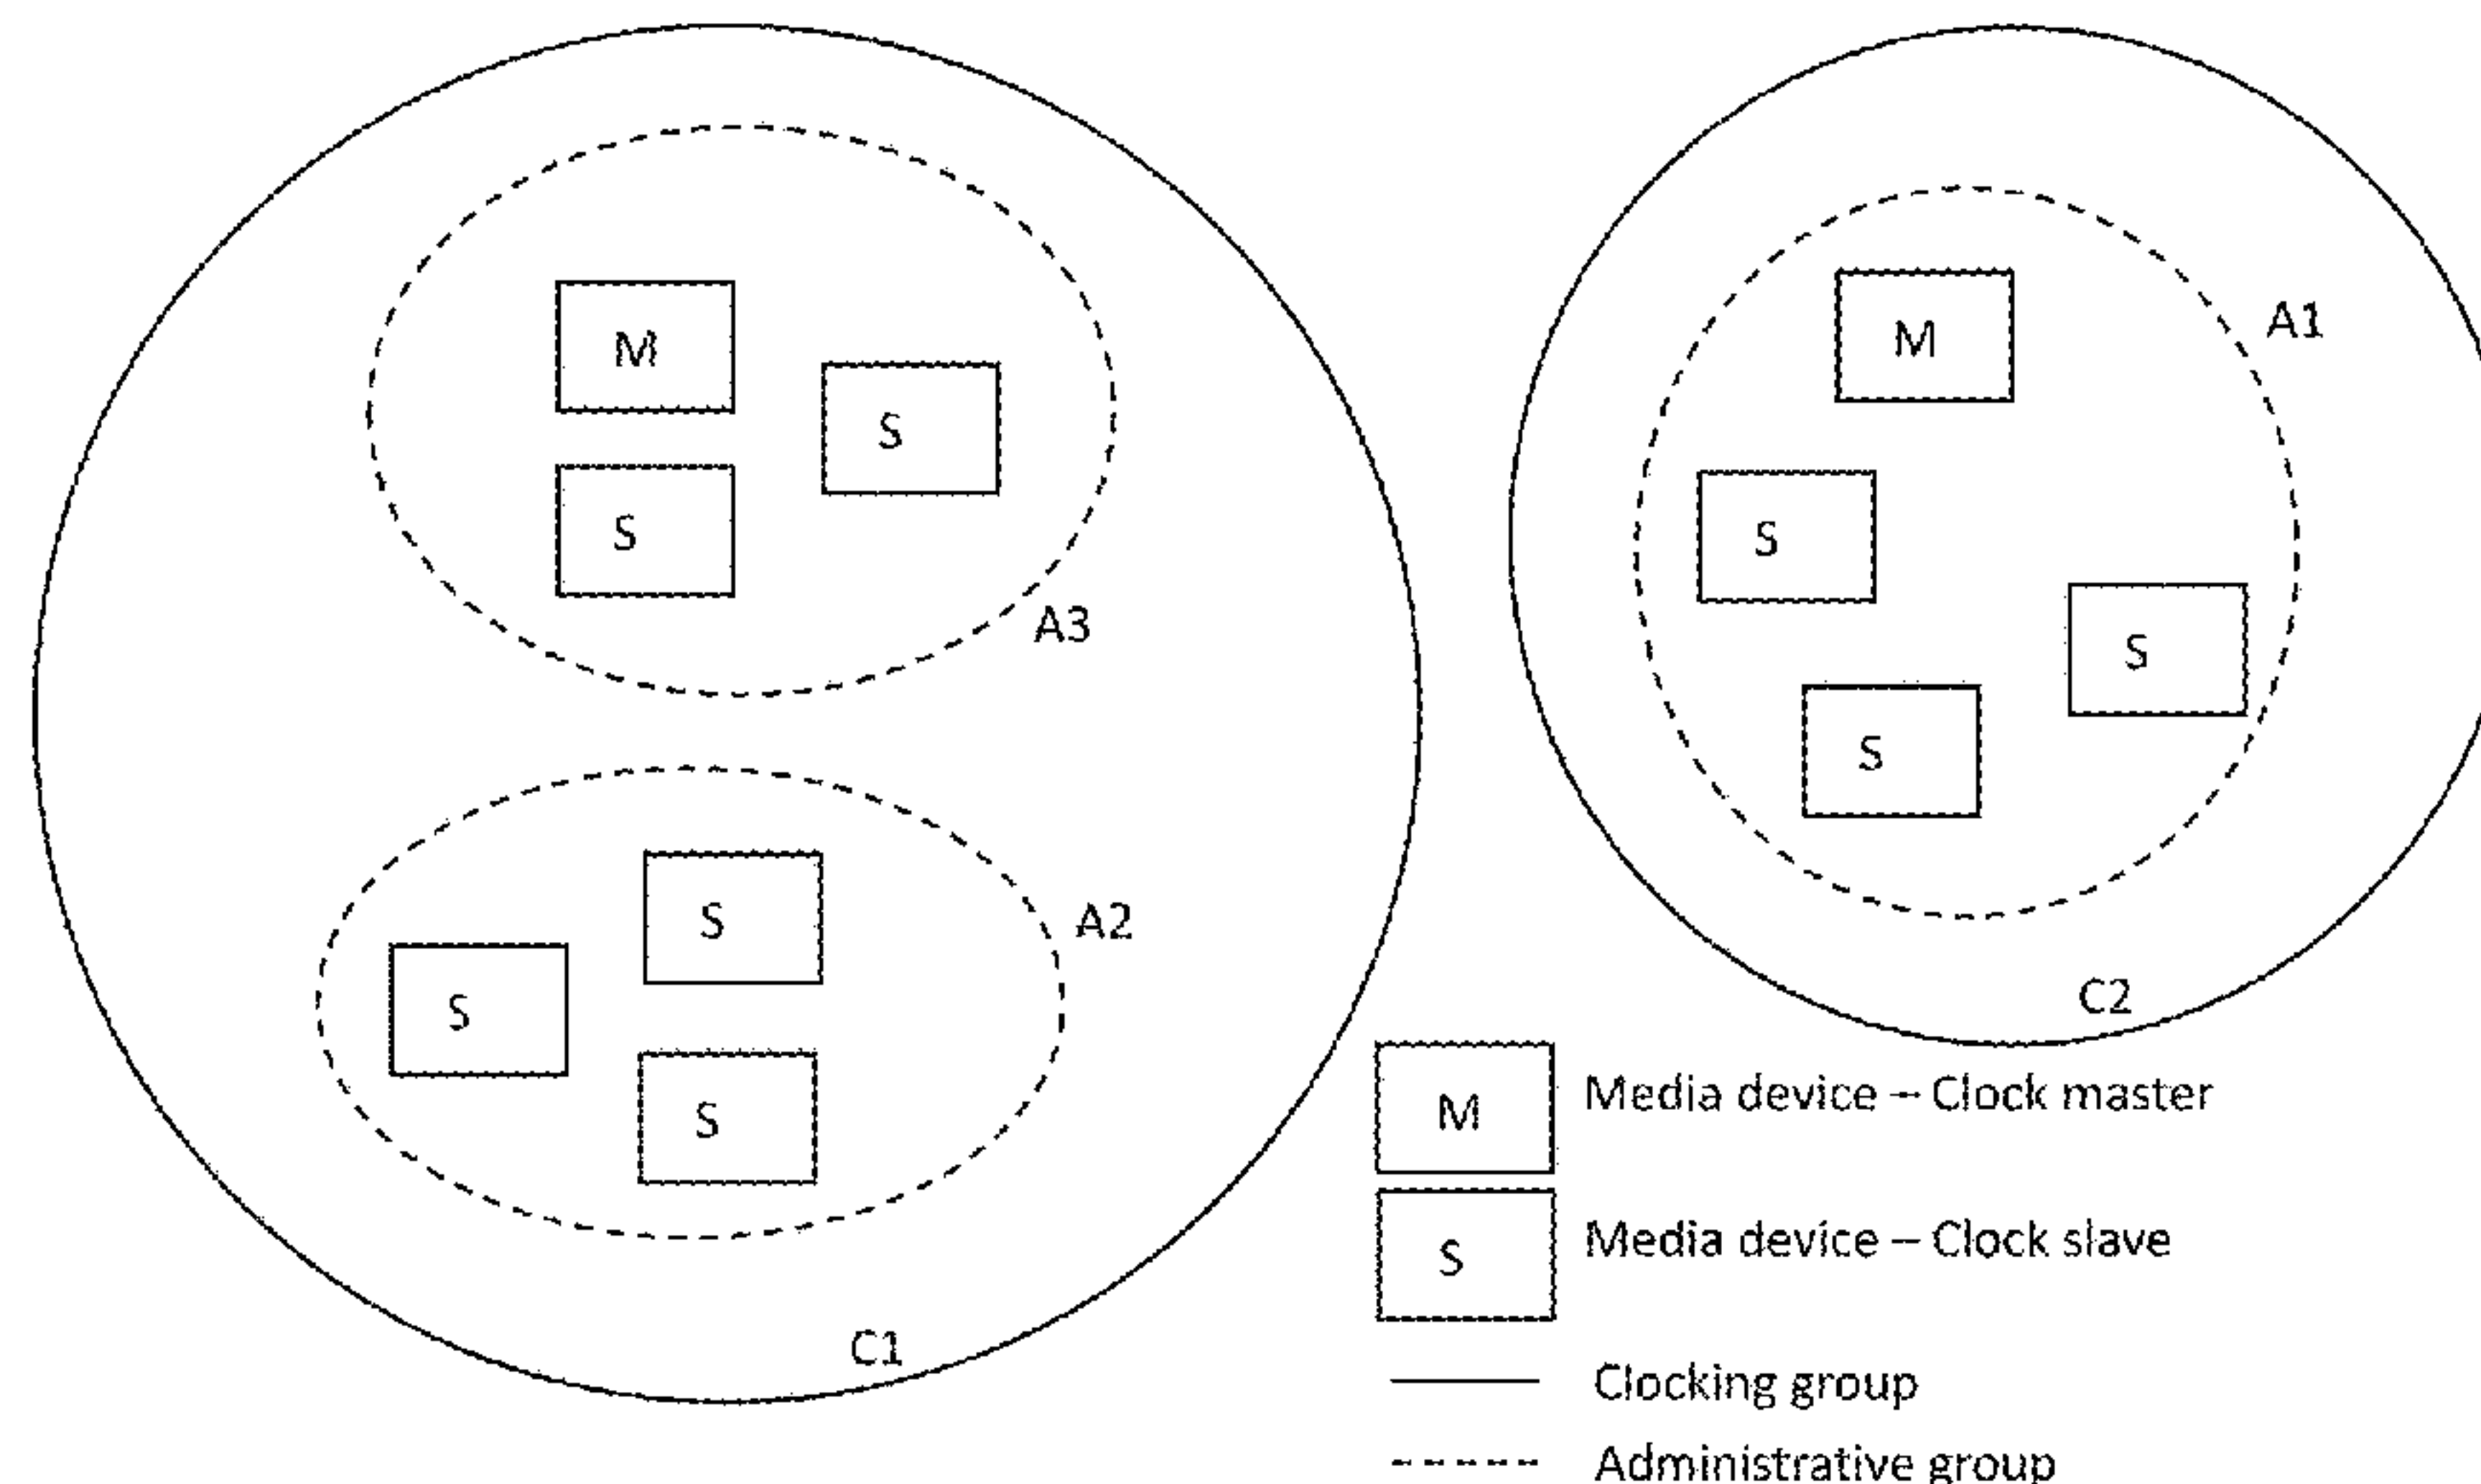 M
S
S
A3
S
A2
S
S
C1
M
A1
S
S
S
C2
M Media device – Clock master
S Media device – Clock slave
Clocking group
Administrative group